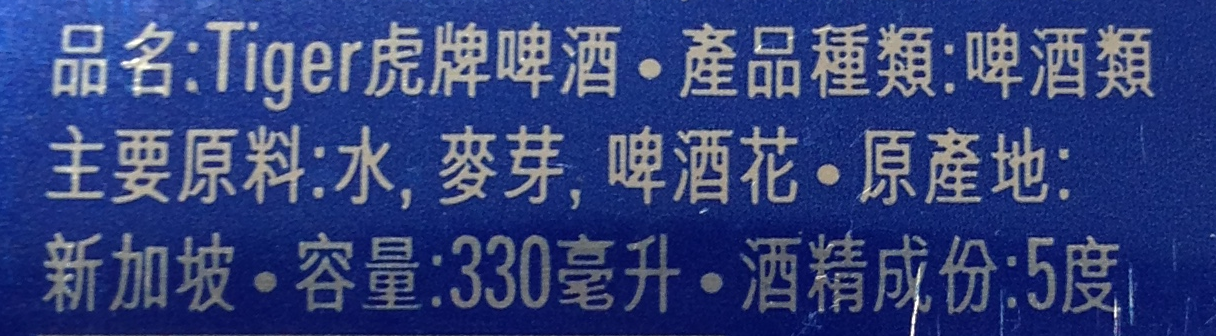 品名:Tiger虎牌啤酒•產品種類:啤酒類
主要原料:水, 麥芽, 啤酒花•原產地:
新加坡•容量:330毫升•酒精成份:5度